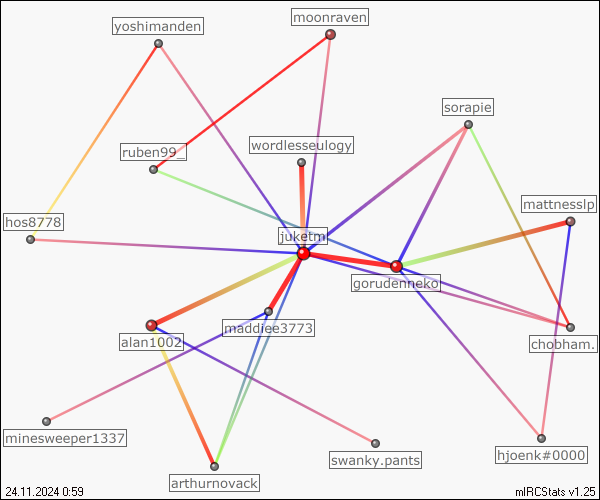 moonraven
yoshimanden
sorapie
wordlesseulogy
ruben99_
mattnesslp
hos8778
juketm
gorudenneko
maddiee3773
alan1002
chobham.
minesweeper1337
swanky.pants
hjoenk#0000
arthurnovack
24.11.2024 0:59
mIRCStats v1.25